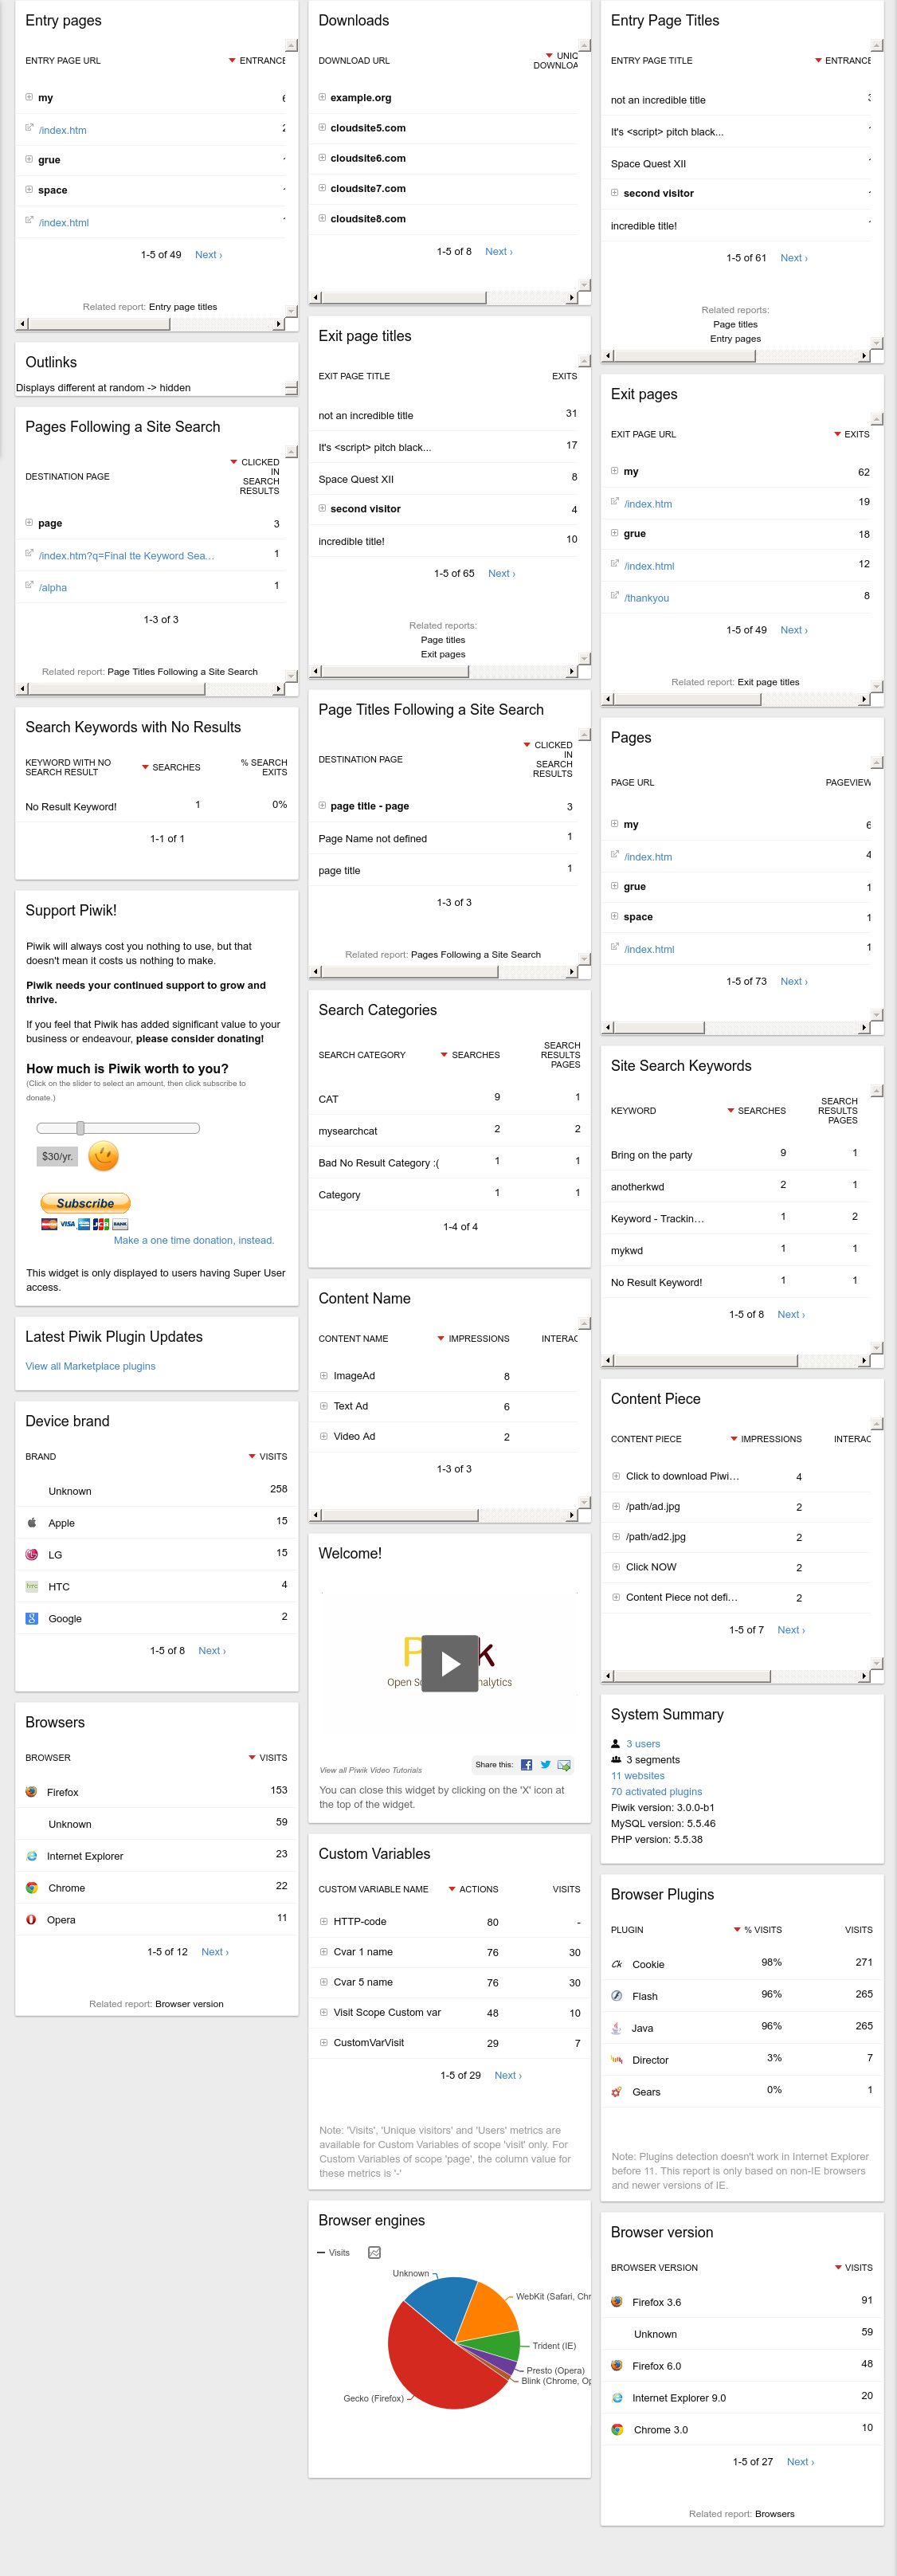 Entry pages
ENTRY PAGE URL ENTRANCE
my
/index.htm
grue
space
/index.html
1-5 of 49 Next ›
Related report: Entry page titles
Outlinks
Displays different at random -> hidden
Pages Following a Site Search
DESTINATION PAGE
CLICKED
IN
SEARCH
RESULTS
page 3
/index.htm?q=Final tte Keyword Sea... 1
/alpha 1
1-3 of 3
Related report: Page Titles Following a Site Search
Search Keywords with No Results
KEYWORD WITH NO
SEARCH RESULT
SEARCHES
% SEARCH
EXITS
No Result Keyword! 1 0%
1-1 of 1
Support Piwik!
Piwik will always cost you nothing to use, but that
doesn't mean it costs us nothing to make.
Piwik needs your continued support to grow and
thrive.
If you feel that Piwik has added significant value to your
business or endeavour, please consider donating!
How much is Piwik worth to you?
(Click on the slider to select an amount, then click subscribe to
donate.)
$30/yr.
Subscribe
VISA BANK
Make a one time donation, instead.
This widget is only displayed to users having Super User
access.
Latest Piwik Plugin Updates
View all Marketplace plugins
Device brand
BRAND VISITS
Unknown 258
Apple 15
LG 15
HTC 4
Google 2
1-5 of 8 Next ›
Browsers
BROWSER VISITS
Firefox 153
Unknown 59
Internet Explorer 23
Chrome 22
Opera 11
1-5 of 12 Next ›
Related report: Browser version
Downloads
DOWNLOAD URL
UNIQ
DOWNLOA
example.org
cloudsite5.com
cloudsite6.com
cloudsite7.com
cloudsite8.com
1-5 of 8 Next ›
Exit page titles
EXIT PAGE TITLE EXITS
not an incredible title 31
It's <script> pitch black... 17
Space Quest XII 8
second visitor 4
incredible title! 10
1-5 of 65 Next ›
Related reports:
Page titles
Exit pages
Page Titles Following a Site Search
DESTINATION PAGE
CLICKED
IN
SEARCH
RESULTS
page title - page 3
Page Name not defined 1
page title 1
1-3 of 3
Related report: Pages Following a Site Search
Search Categories
SEARCH CATEGORY SEARCHES
SEARCH
RESULTS
PAGES
CAT 9 1
mysearchcat 2 2
Bad No Result Category :( 1 1
Category 1 1
1-4 of 4
Content Name
CONTENT NAME IMPRESSIONS INTERAC
ImageAd 8
Text Ad 6
Video Ad 2
1-3 of 3
Welcome!
View all Piwik Video Tutorials
Share this:
You can close this widget by clicking on the 'X' icon at
the top of the widget.
Custom Variables
CUSTOM VARIABLE NAME ACTIONS VISITS
HTTP-code 80 -
Cvar 1 name 76 30
Cvar 5 name 76 30
Visit Scope Custom var 48 10
CustomVarVisit 29 7
1-5 of 29 Next ›
Note: 'Visits', 'Unique visitors' and 'Users' metrics are
available for Custom Variables of scope 'visit' only. For
Custom Variables of scope 'page', the column value for
these metrics is '-'
Browser engines
Visits
Unknown
WebKit (Safari, Chr
Trident (IE)
Presto (Opera)
Blink (Chrome, Op
Gecko (Firefox)
Entry Page Titles
ENTRY PAGE TITLE ENTRANCE
not an incredible title
It's <script> pitch black...
Space Quest XII
second visitor
incredible title!
1-5 of 61 Next ›
Related reports:
Page titles
Entry pages
Exit pages
EXIT PAGE URL EXITS
my 62
/index.htm 19
grue 18
/index.html 12
/thankyou 8
1-5 of 49 Next ›
Related report: Exit page titles
Pages
PAGE URL PAGEVIEW
my 6
/index.htm 4
grue 1
space 1
/index.html 1
1-5 of 73 Next ›
Site Search Keywords
KEYWORD SEARCHES
SEARCH
RESULTS
PAGES
Bring on the party 9 1
anotherkwd 2 1
Keyword - Trackin... 1 2
mykwd 1 1
No Result Keyword! 1 1
1-5 of 8 Next ›
Content Piece
CONTENT PIECE IMPRESSIONS INTERAC
Click to download Piwi... 4
/path/ad.jpg 2
/path/ad2.jpg 2
Click NOW 2
Content Piece not defi... 2
1-5 of 7 Next ›
System Summary
3 users
3 segments
11 websites
70 activated plugins
Piwik version: 3.0.0-b1
MySQL version: 5.5.46
PHP version: 5.5.38
Browser Plugins
PLUGIN % VISITS VISITS
Cookie 98% 271
Flash 96% 265
Java 96% 265
Director 3% 7
Gears 0% 1
Note: Plugins detection doesn't work in Internet Explorer
before 11. This report is only based on non-IE browsers
and newer versions of IE.
Browser version
BROWSER VERSION VISITS
Firefox 3.6 91
Unknown 59
Firefox 6.0 48
Internet Explorer 9.0 20
Chrome 3.0 10
1-5 of 27 Next ›
Related report: Browsers